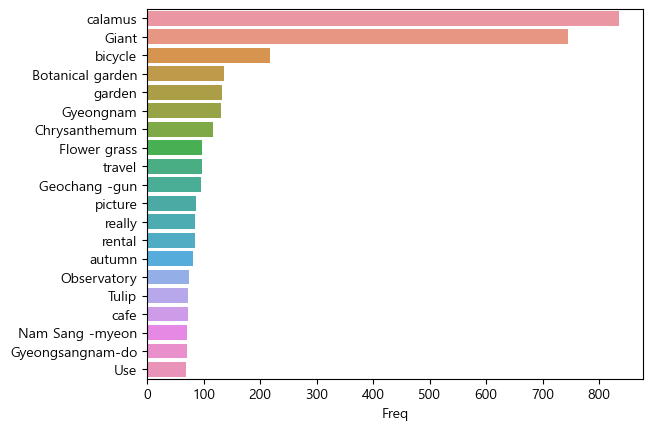 calamus
Giant
bicycle
Botanical garden
garden
Gyeongnam
Chrysanthemum
Flower grass
travel
Geochang -gun
picture
really
rental
autumn
Observatory
Tulip
cafe
Nam Sang -myeon
Gyeongsangnam-do
Use
0 100 200 300 400 500 600 700 800
Freq